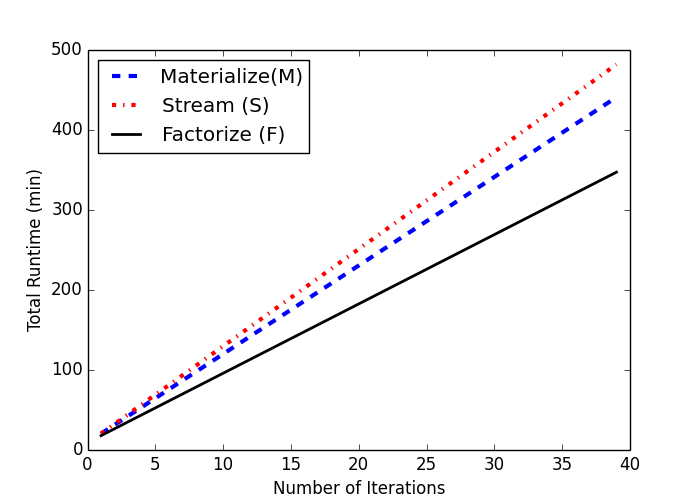 500
400
300
200
100
0
Total Runtime (min)
Materialize(M)
Stream (S)
Factorize (F)
0 5 10 15 20 25 30 35 40
Number of Iterations